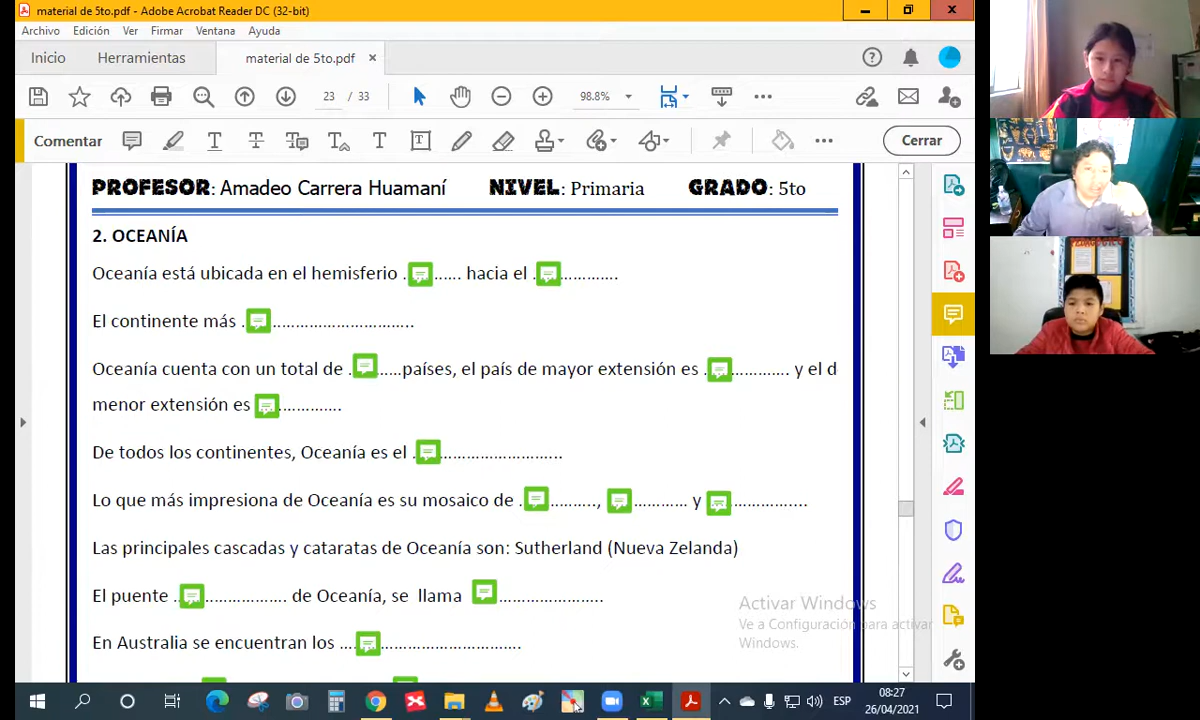 material de 5to.pdf - Adobe Acrobat Reader DC (32-bit)
Archivo Edición Ver Firmar Ventana Ayuda
Inicio Herramientas material de 5to.pdf
23 / 33 98.8%
Comentar Cerrar
PROFESOR: Amadeo Carrera Huamaní NIVEL: Primaria GRADO: 5to
2. OCEANÍA
Oceanía está ubicada en el hemisferio ........ hacia el .............
El continente más ...............................
Oceanía cuenta con un total de ......países, el país de mayor extensión es ............. y el d
menor extensión es ..............
De todos los continentes, Oceanía es el ...........................
Lo que más impresiona de Oceanía es su mosaico de ..........., ............ y ................
Las principales cascadas y cataratas de Oceanía son: Sutherland (Nueva Zelanda)
El puente ................... de Oceanía, se llama .......................
En Australia se encuentran los ..................................
Activar Windows
Ve a Configuración para activar
Windows.
ESP
08:27
26/04/2021